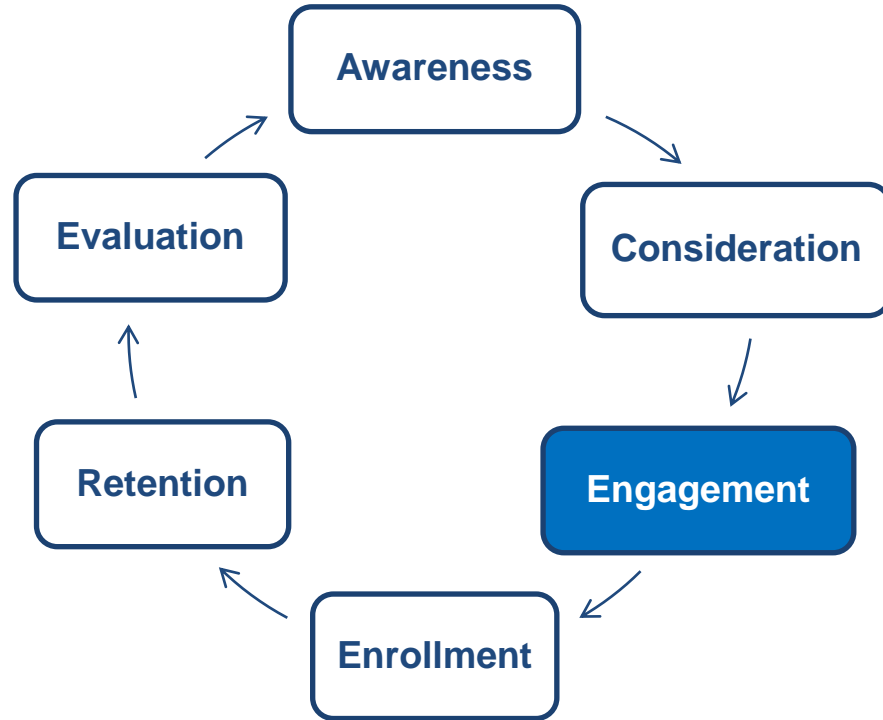 Awareness
Consideration
Engagement
Enrollment
Retention
Evaluation